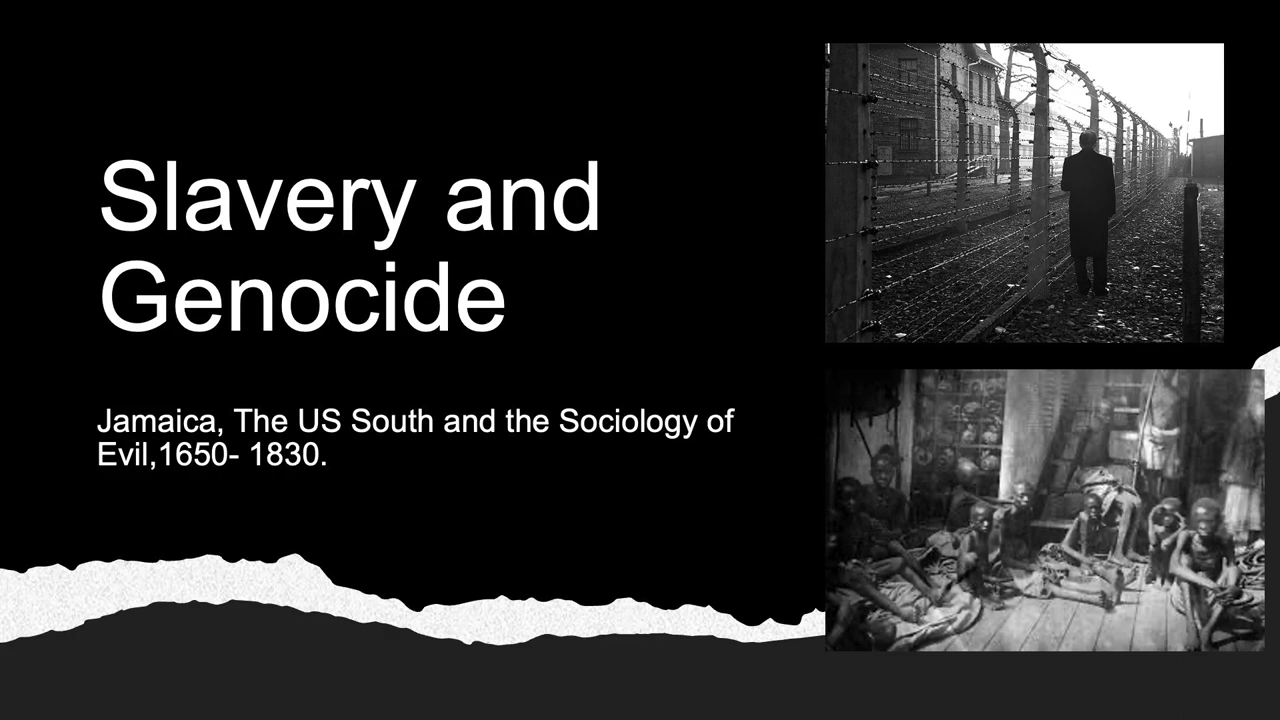 Slavery and
Genocide
Jamaica, The US South and the Sociology of
Evil,1650- 1830.